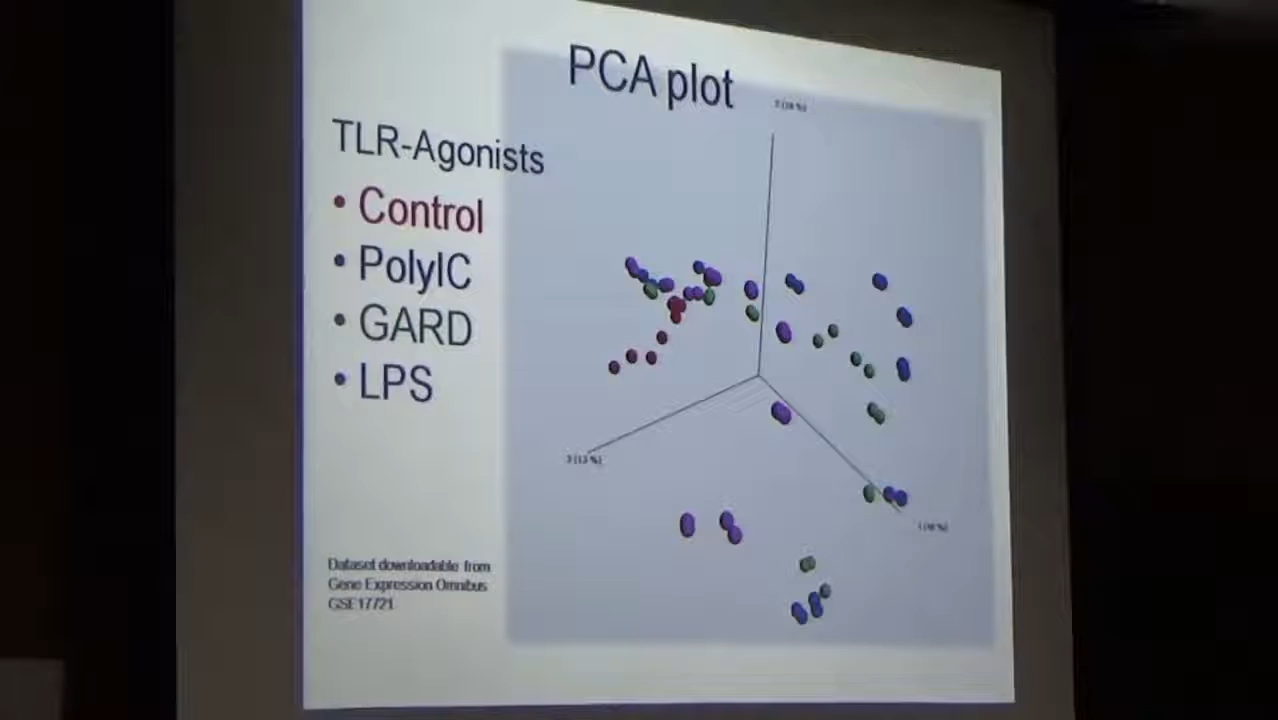 PCA plot
TLR-Agonists
• Control
• PolyIC
• GARD
• LPS
Dataset downloadable from
Gene Expression Omnibus
GSE17721